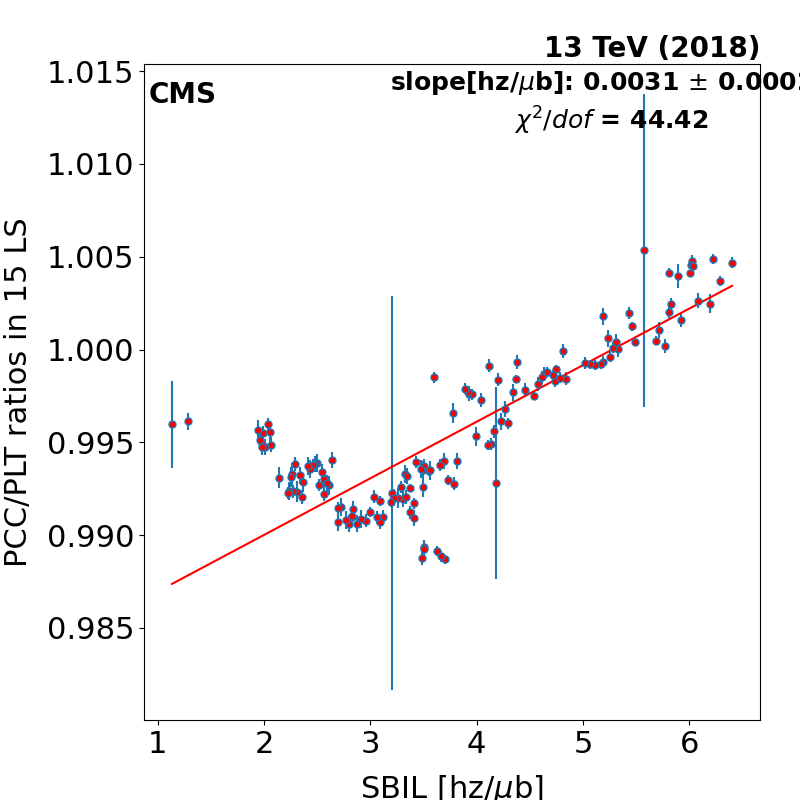 13 TeV (2018)
CMS
slope[hz/μb]: 0.0031 ± 0.000
χ²/dof = 44.42
1.015
1.010
1.005
1.000
0.995
0.990
0.985
PCC/PLT ratios in 15 LS
1 2 3 4 5 6
SBIL [hz/μb]